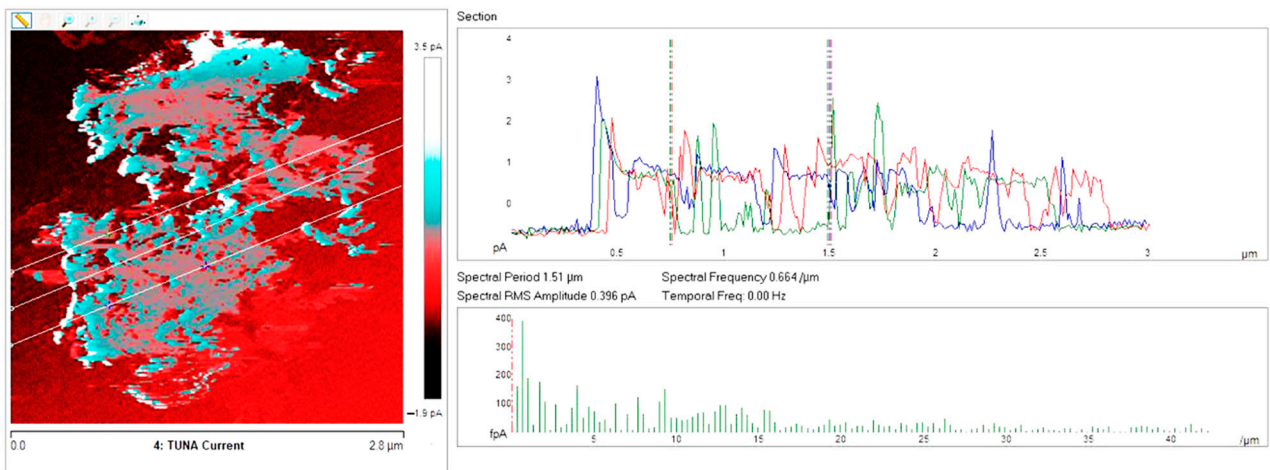 3.5 pA
−1.9 pA
0.0 4: TUNA Current 2.8 µm
Section
4
3
2
1
0
pA
0.5 1 1.5 2 2.5 3 µm
Spectral Period 1.51 µm Spectral Frequency 0.664 /µm
Spectral RMS Amplitude 0.396 pA Temporal Freq: 0.00 Hz
400
300
200
100
fpA
5 10 15 20 25 30 35 40 /µm